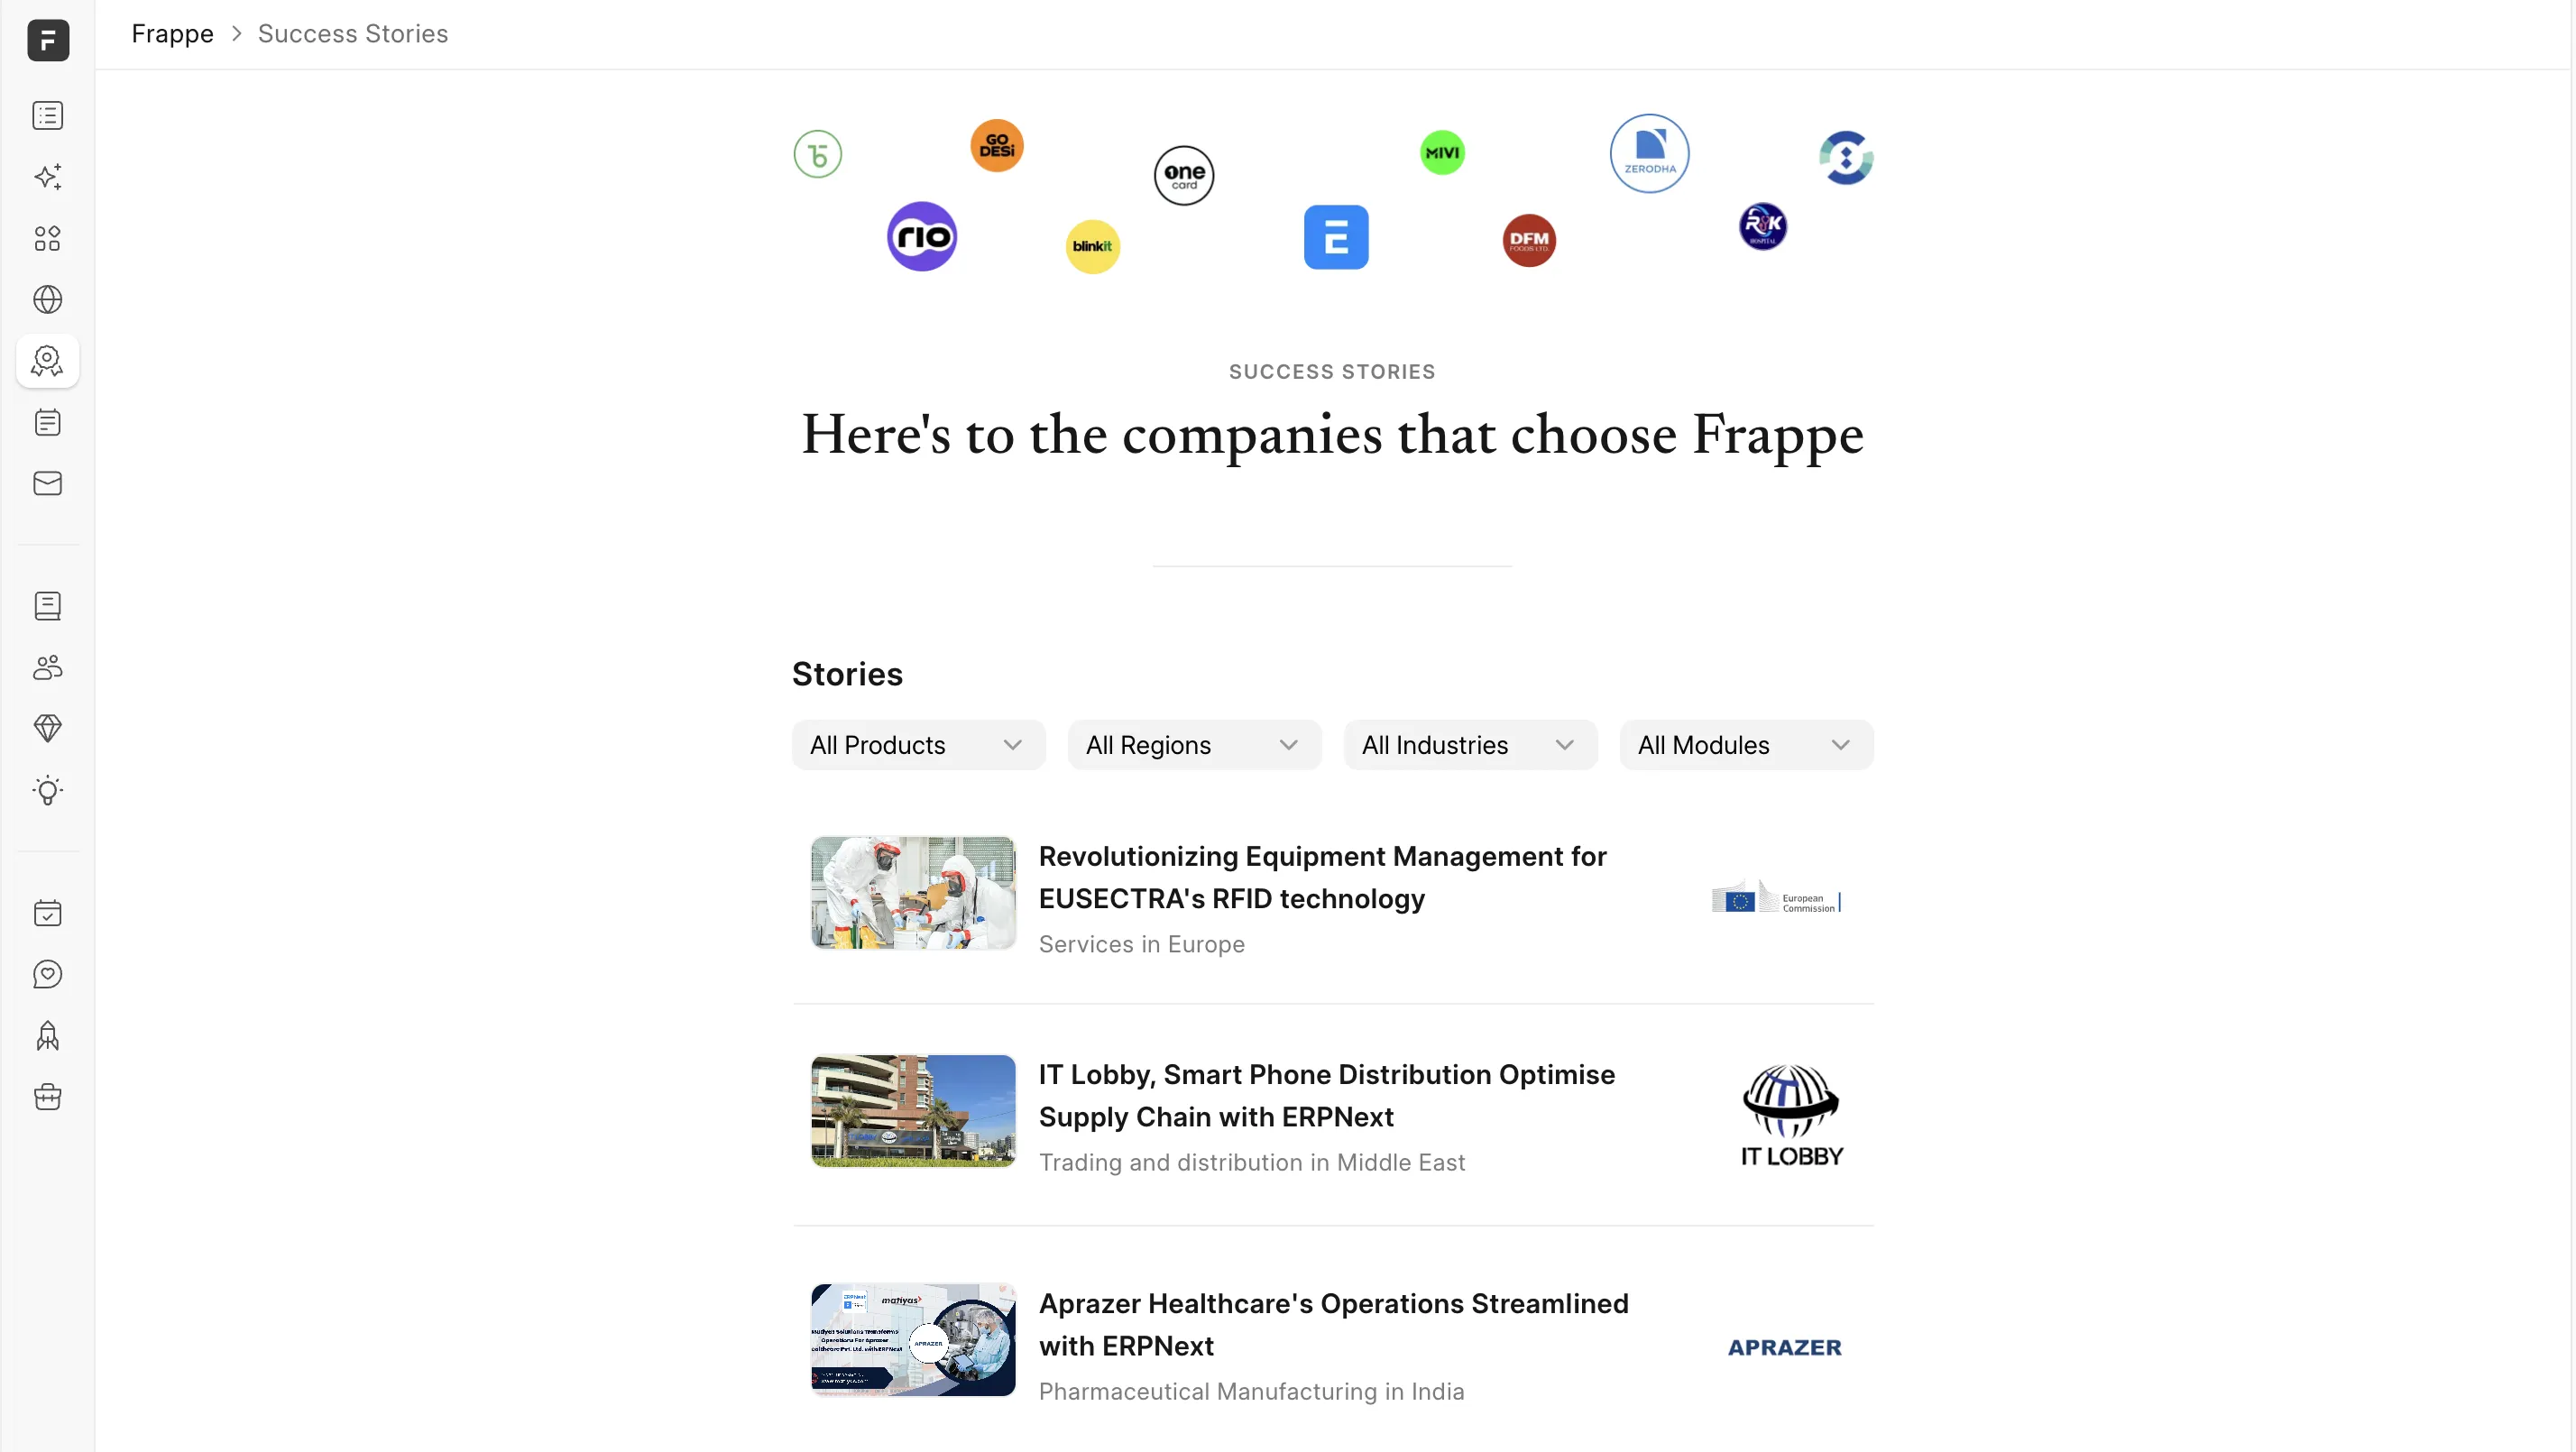 Frappe > Success Stories
GO
DESi
one
card
MIVI
ZERODHA
rio
blinkit
E
DFM
FOODS LTD.
R K
HOSPITAL
SUCCESS STORIES
Here's to the companies that choose Frappe
Stories
All Products
All Regions
All Industries
All Modules
Revolutionizing Equipment Management for
EUSECTRA's RFID technology
Services in Europe
European
Commission
IT Lobby, Smart Phone Distribution Optimise
Supply Chain with ERPNext
Trading and distribution in Middle East
IT LOBBY
ERPNext
matiyas
APRAZER
Aprazer Healthcare's Operations Streamlined
with ERPNext
Pharmaceutical Manufacturing in India
APRAZER